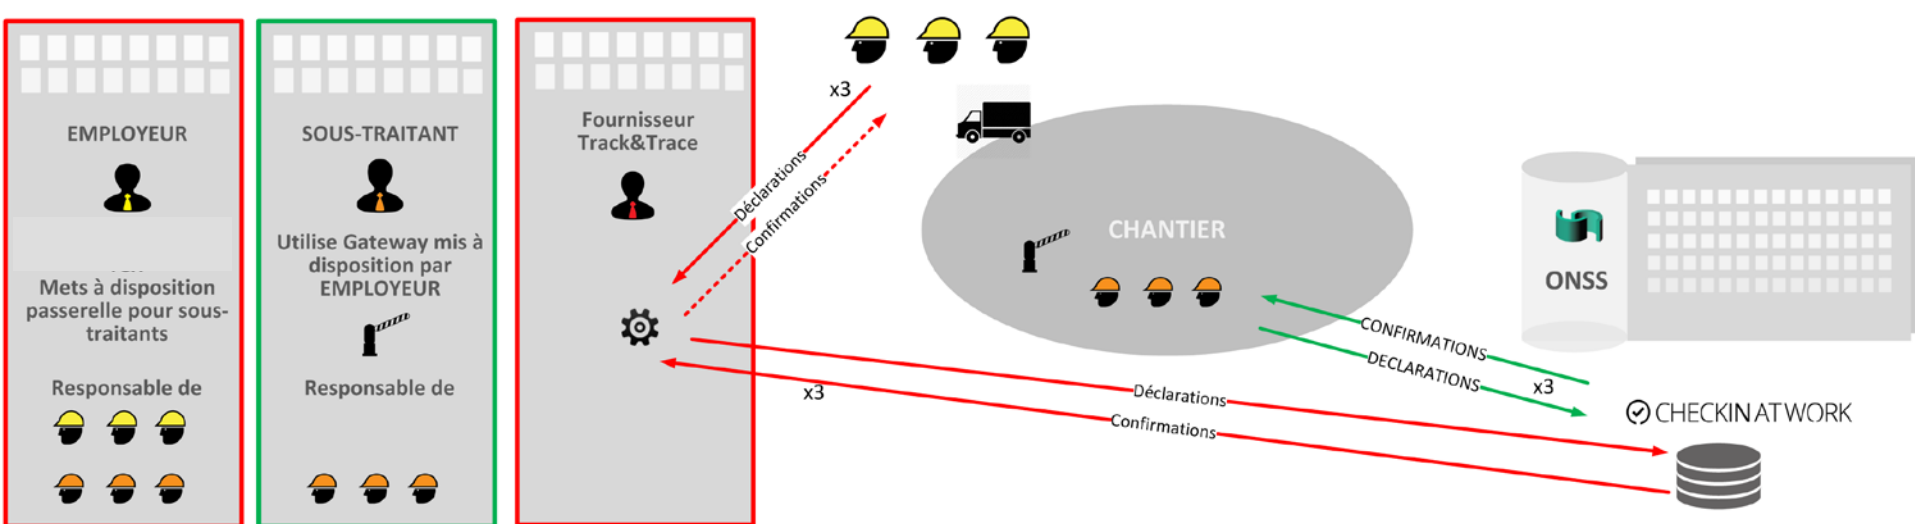 EMPLOYEUR
Mets à disposition
passerelle pour sous-
traitants
Responsable de
SOUS-TRAITANT
Utilise Gateway mis à
disposition par
EMPLOYEUR
Responsable de
Fournisseur
Track&Trace
x3
Déclarations
Confirmations
CHANTIER
ONSS
CONFIRMATIONS
DECLARATIONS
x3
x3
Déclarations
Confirmations
CHECKIN AT WORK